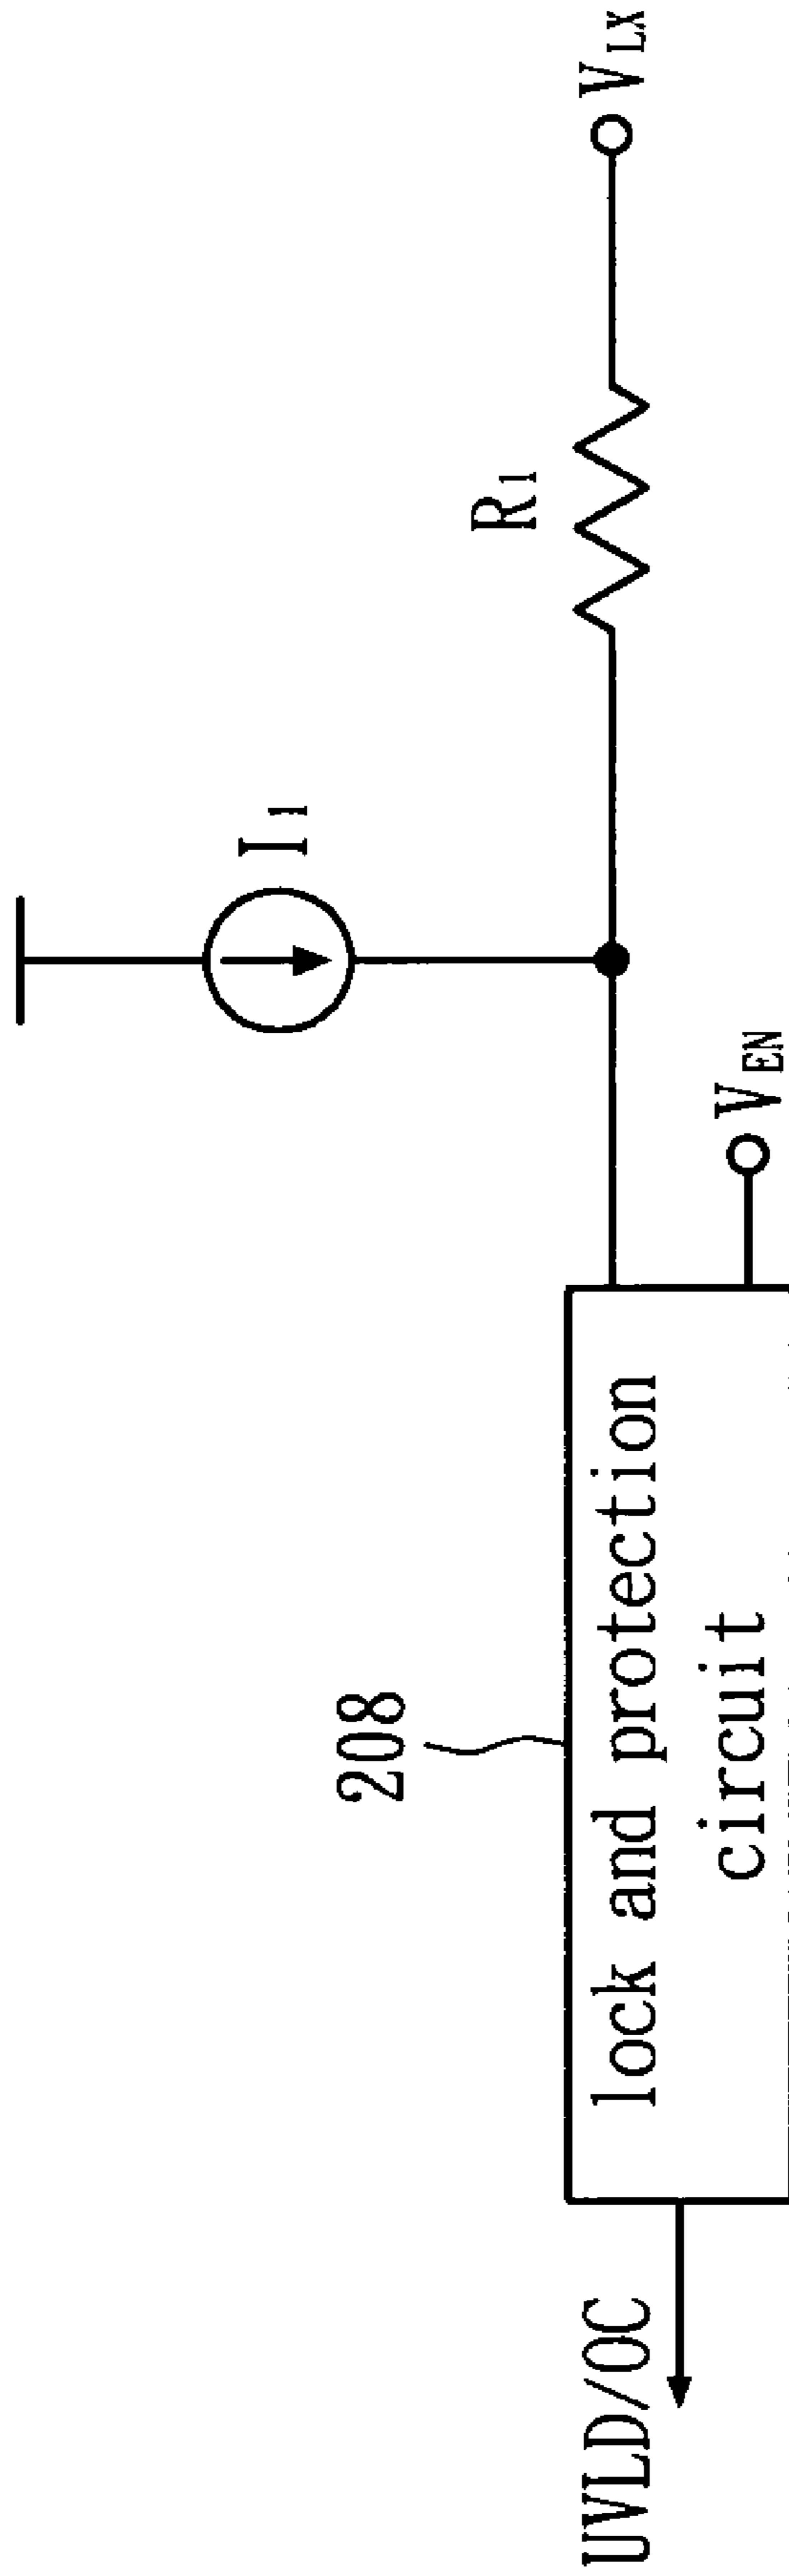 I1
R1
VLX
208
VEN
lock and protection
circuit
UVLD/OC